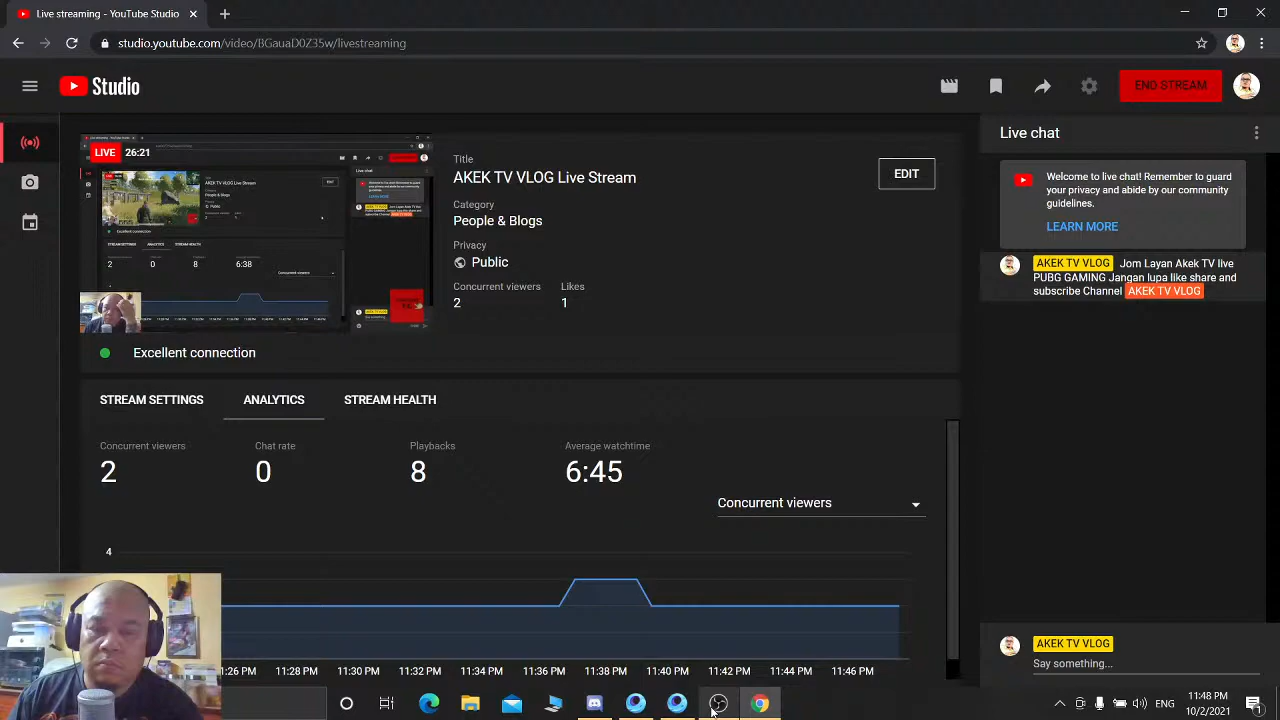 Live streaming - YouTube Studio
studio.youtube.com/video/BGauaD0Z35w/livestreaming
Studio
END STREAM
LIVE 26:21
Title
AKEK TV VLOG Live Stream
EDIT
Category
People & Blogs
Privacy
Public
Concurrent viewers Likes
2 1
Excellent connection
STREAM SETTINGS ANALYTICS STREAM HEALTH
Concurrent viewers Chat rate Playbacks Average watchtime
2 0 8 6:45
Concurrent viewers
4
11:28 PM 11:30 PM 11:32 PM 11:34 PM 11:36 PM 11:38 PM 11:40 PM 11:42 PM 11:44 PM 11:46 PM
Live chat
Welcome to live chat! Remember to guard
your privacy and abide by our community
guidelines.
LEARN MORE
AKEK TV VLOG Jom Layan Akek TV live
PUBG GAMING Jangan lupa like share and
subscribe Channel AKEK TV VLOG
AKEK TV VLOG
Say something...
ENG
11:48 PM
10/2/2021